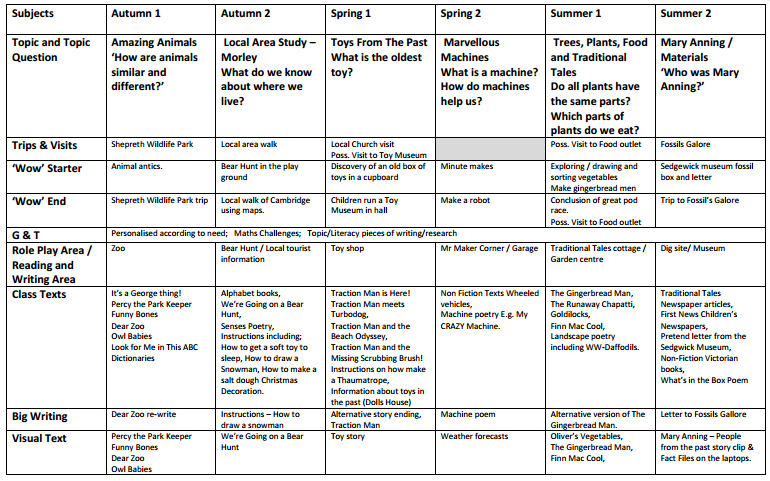 Subjects Autumn 1 Autumn 2 Spring 1 Spring 2 Summer 1 Summer 2
Topic and Topic Question
Amazing Animals
'How are animals
similar and
different?'
Local Area Study –
Morley
What do we know
about where we
live?
Toys From The Past
What is the oldest
toy?
Marvellous
Machines
What is a machine?
How do machines
help us?
Trees, Plants, Food
and Traditional
Tales
Do all plants have
the same parts?
Which parts of
plants do we eat?
Mary Anning /
Materials
'Who was Mary
Anning?'
Trips & Visits
Shepreth Wildlife Park
Local area walk
Local Church visit
Poss. Visit to Toy Museum
Poss. Visit to Food outlet
Fossils Galore
'Wow' Starter
Animal antics.
Bear Hunt in the play
ground
Discovery of an old box of
toys in a cupboard
Minute makes
Exploring / drawing and
sorting vegetables
Make gingerbread men
Sedgewick museum fossil
box and letter
'Wow' End
Shepreth Wildlife Park trip
Local walk of Cambridge
using maps.
Children run a Toy
Museum in hall
Make a robot
Conclusion of great pod
race.
Poss. Visit to Food outlet
Trip to Fossil's Galore
G & T
Personalised according to need; Maths Challenges; Topic/Literacy pieces of writing/research
Role Play Area /
Reading and
Writing Area
Zoo
Bear Hunt / Local tourist
information
Toy shop
Mr Maker Corner / Garage
Traditional Tales cottage /
Garden centre
Dig site/ Museum
Class Texts
It's a George thing!
Percy the Park Keeper
Funny Bones
Dear Zoo
Owl Babies
Look for Me in This ABC
Dictionaries
Alphabet books,
We're Going on a Bear
Hunt,
Senses Poetry,
Instructions including;
How to get a soft toy to
sleep, How to draw a
Snowman, How to make a
salt dough Christmas
Decoration.
Traction Man is Here!
Traction Man meets
Turbodog,
Traction Man and the
Beach Odyssey,
Traction Man and the
Missing Scrubbing Brush!
Instructions on how make
a Thaumatrope,
Information about toys in
the past (Dolls House)
Non Fiction Texts Wheeled
vehicles,
Machine poetry E.g. My
CRAZY Machine.
The Gingerbread Man,
The Runaway Chapatti,
Goldilocks,
Finn Mac Cool,
Landscape poetry
including WW-Daffodils.
Traditional Tales
Newspaper articles,
First News Children's
Newspapers,
Pretend letter from the
Sedgwick Museum,
Non-Fiction Victorian
books,
What's in the Box Poem
Big Writing
Dear Zoo re-write
Instructions – How to
draw a snowman
Alternative story ending,
Traction Man
Machine poem
Alternative version of The
Gingerbread Man.
Letter to Fossils Gallore
Visual Text
Percy the Park Keeper
Funny Bones
Dear Zoo
Owl Babies
We're Going on a Bear
Hunt
Toy story
Weather forecasts
Oliver's Vegetables,
The Gingerbread Man,
Finn Mac Cool,
Mary Anning – People
from the past story clip &
Fact Files on the laptops.